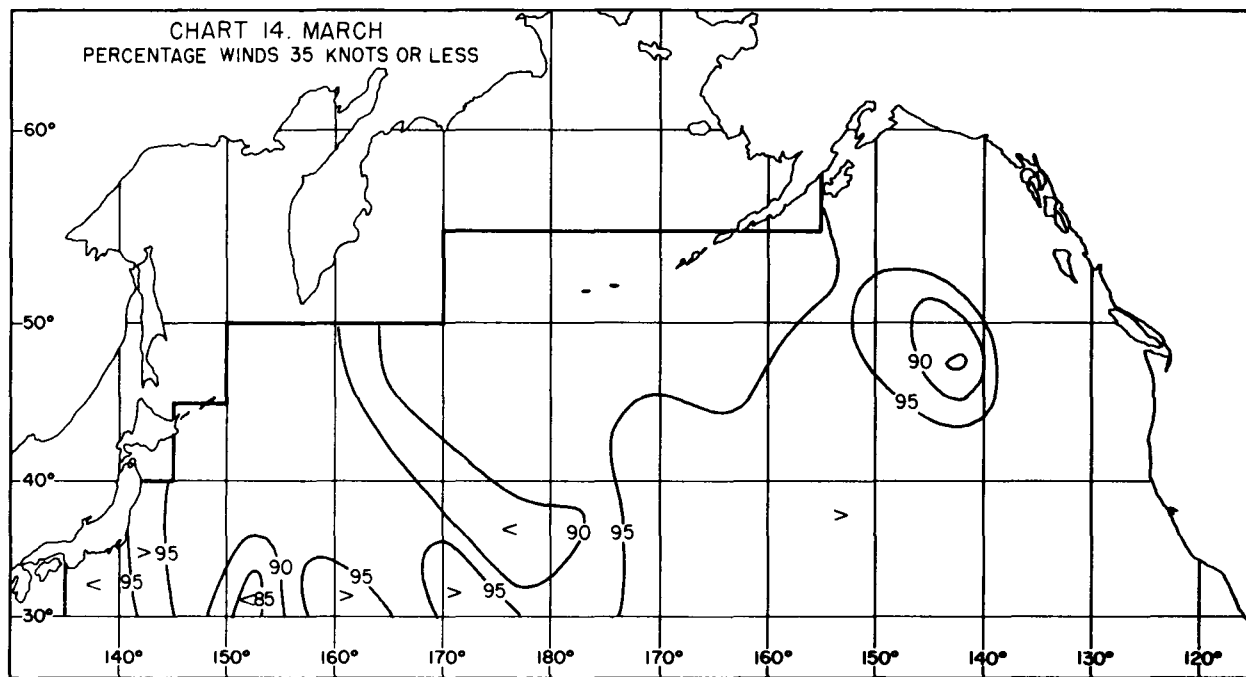 CHART 14. MARCH
PERCENTAGE WINDS 35 KNOTS OR LESS
60°
50°
90
95
40°
< 90 95 >
> 95 90 95
< 95 <85 > > 95
30°
140° 150° 160° 170° 180° 170° 160° 150° 140° 130° 120°